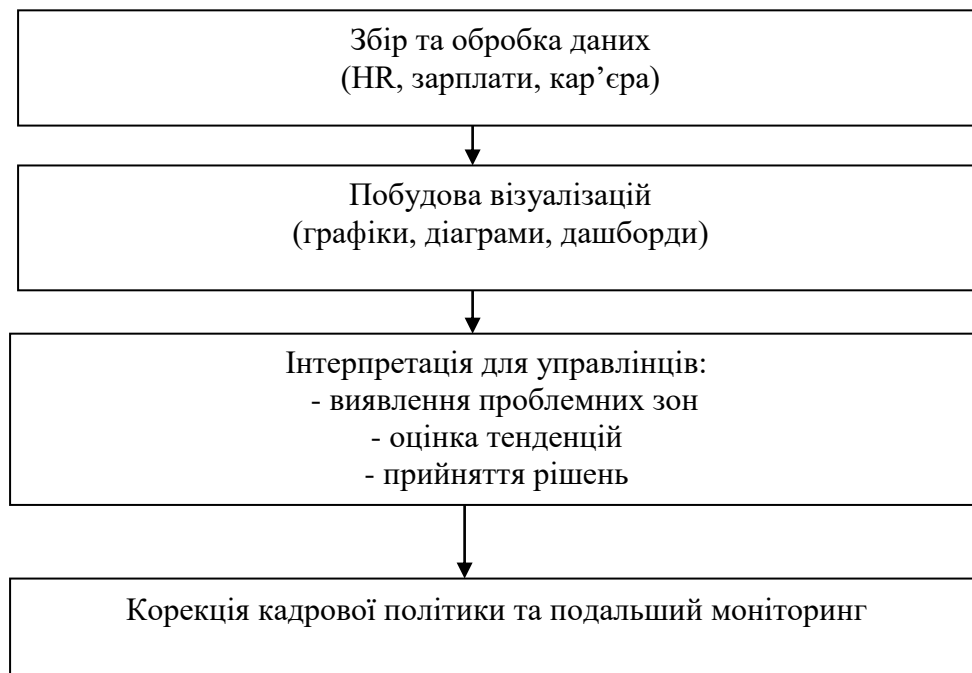 Збір та обробка даних
(HR, зарплати, кар’єра)
Побудова візуалізацій
(графіки, діаграми, дашборди)
Інтерпретація для управлінців:
- виявлення проблемних зон
- оцінка тенденцій
- прийняття рішень
Корекція кадрової політики та подальший моніторинг